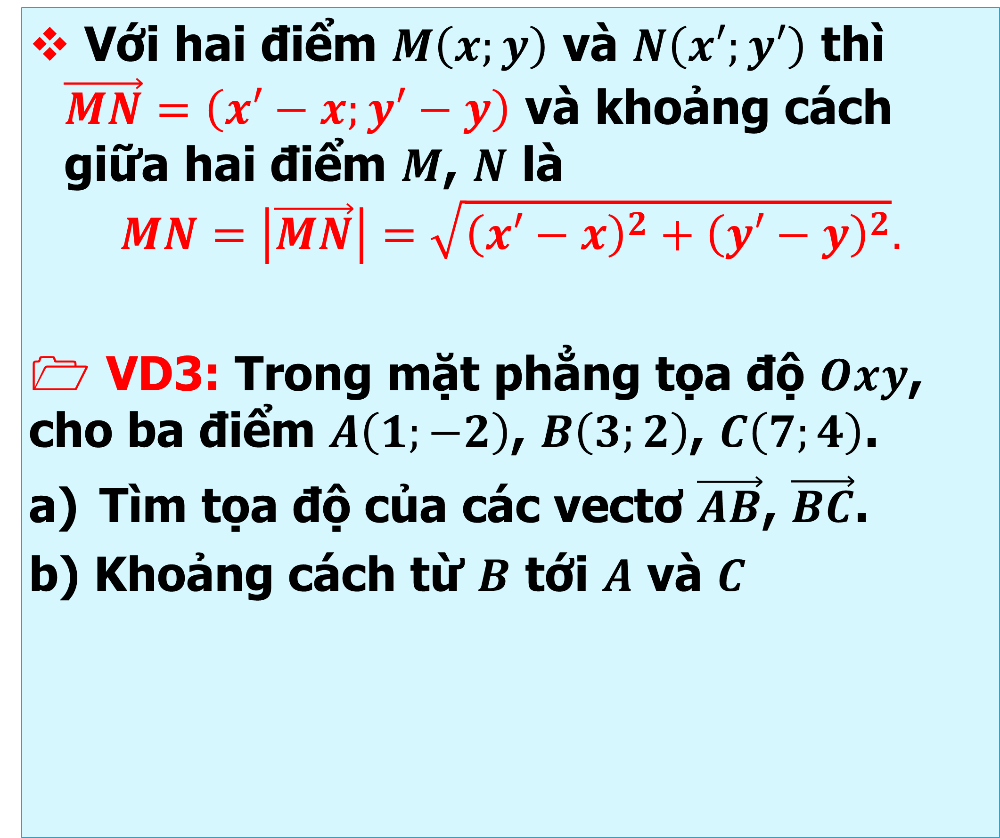 ❖ Với hai điểm M(x; y) và N(x′; y′) thì
$\overrightarrow{MN}$ = (x′ − x; y′ − y) và khoảng cách
giữa hai điểm M, N là
MN = |$\overrightarrow{MN}$| = $\sqrt{(x′ − x)^2 + (y′ − y)^2}$.
VD3: Trong mặt phẳng tọa độ Oxy,
cho ba điểm A(1; −2), B(3; 2), C(7; 4).
a) Tìm tọa độ của các vectơ $\overrightarrow{AB}$, $\overrightarrow{BC}$.
b) Khoảng cách từ B tới A và C